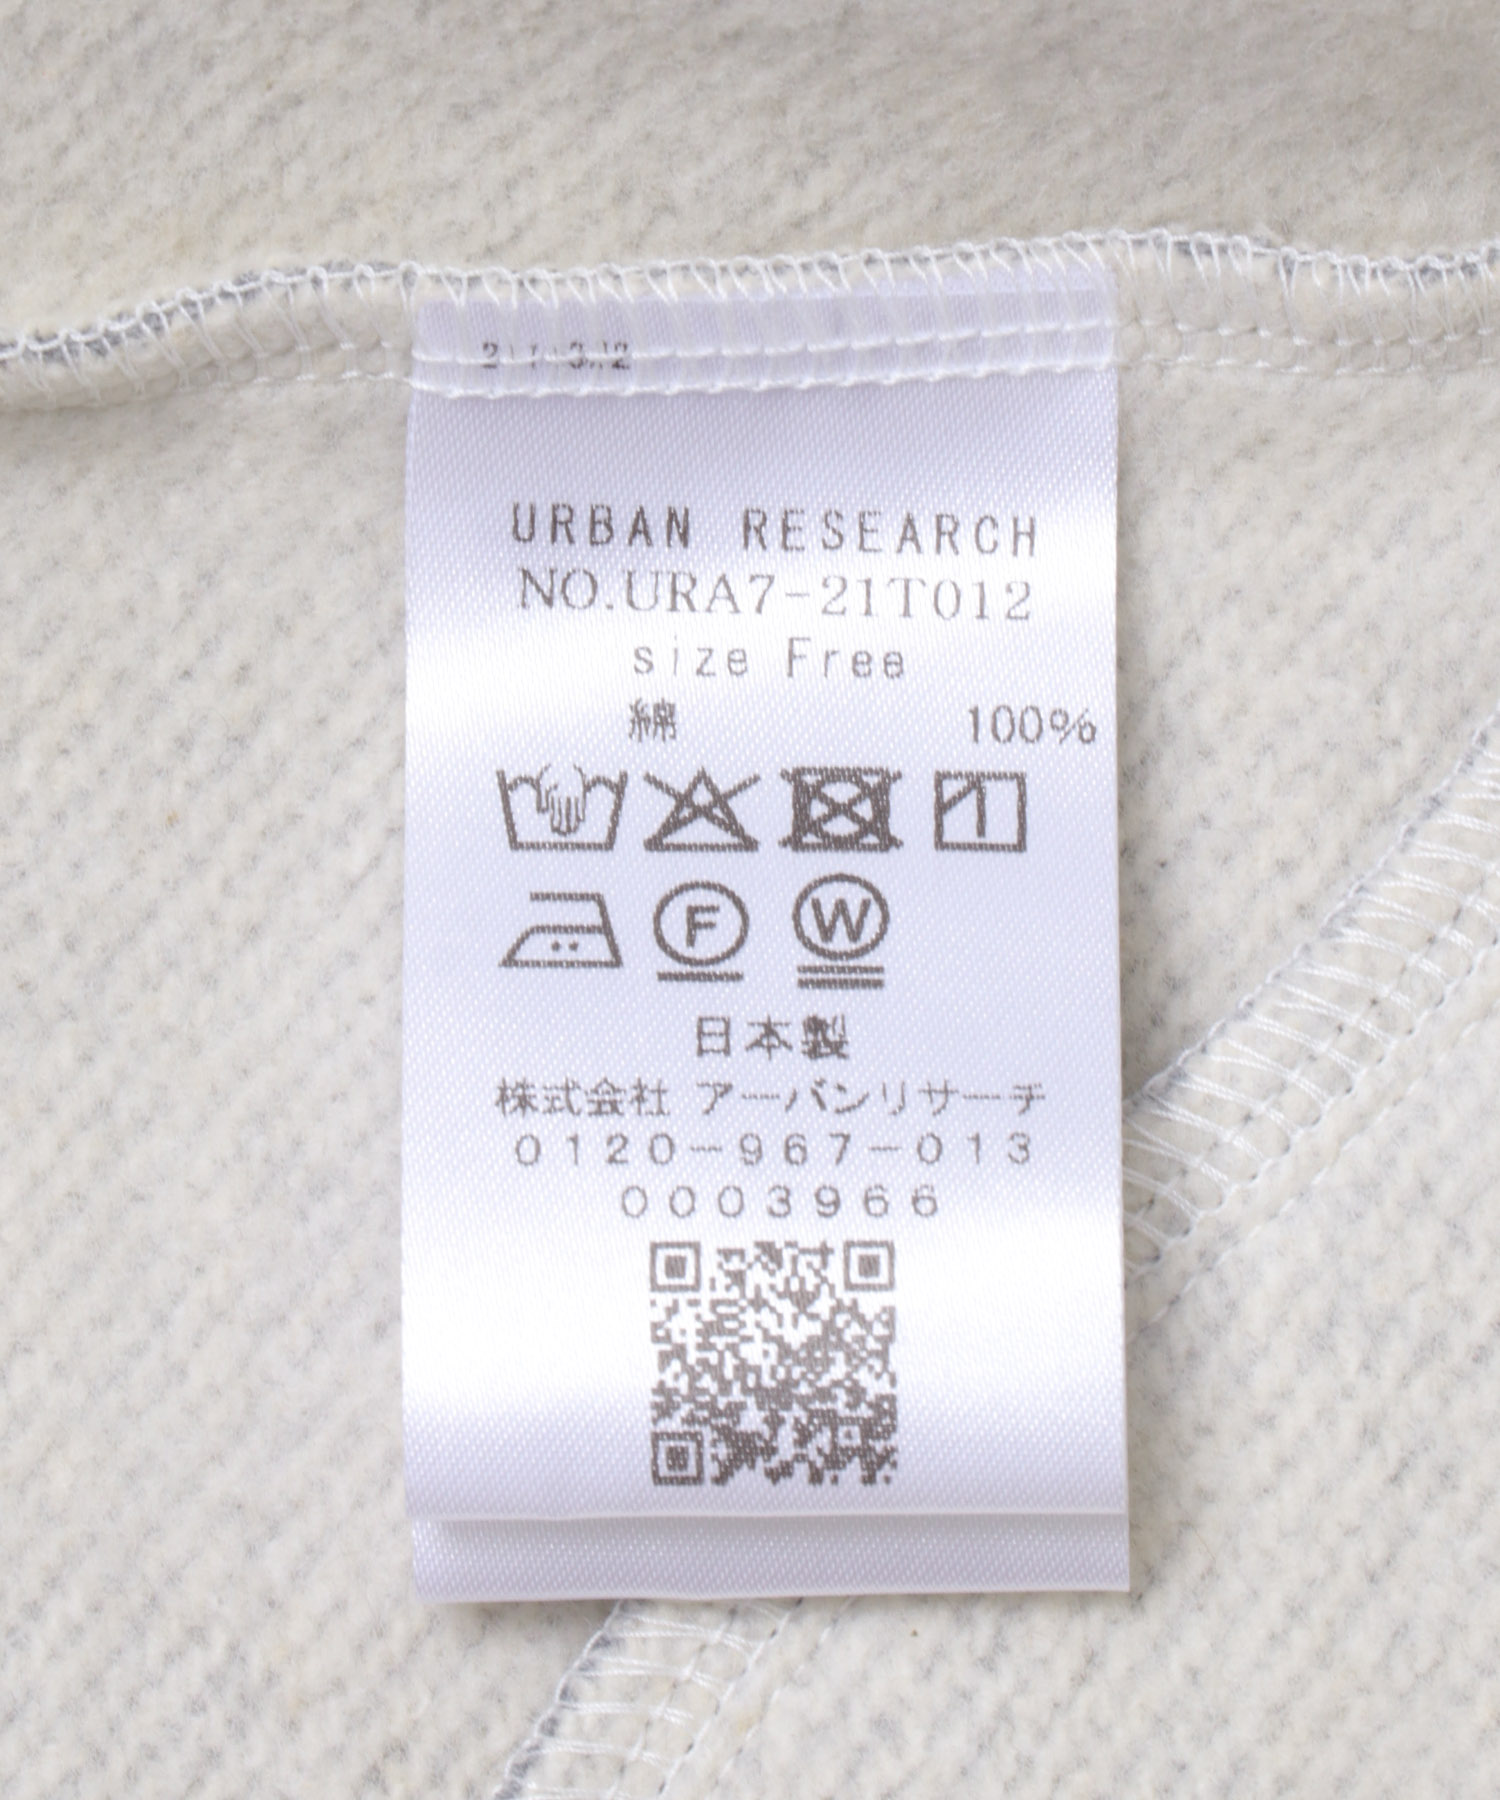 URBAN RESEARCH
NO.URA7-21T012
size Free
綿 100%
F W
日本製
株式会社 アーバンリサーチ
0120-967-013
0003966